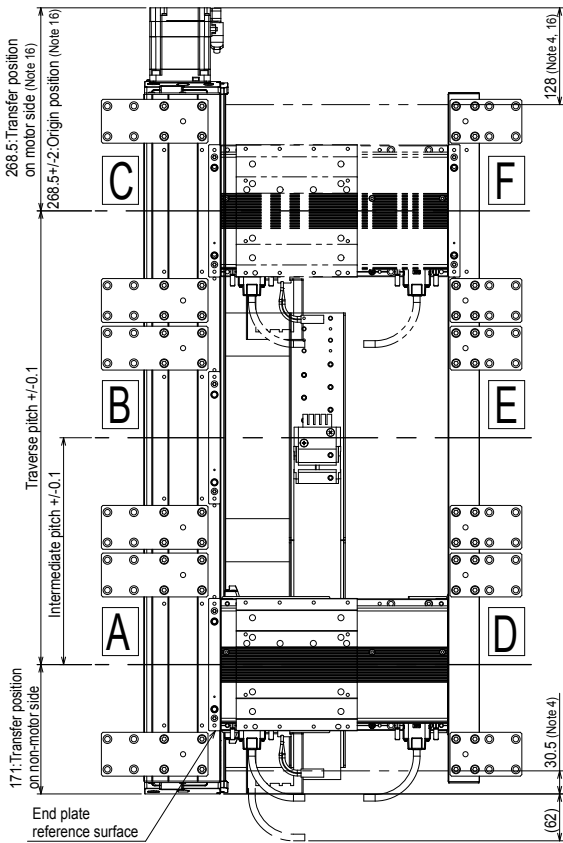 268.5:Transfer position
on motor side (Note 16)
268.5+/-2:Origin position (Note 16)
128 (Note 4, 16)
C
F
Traverse pitch +/-0.1
B
E
Intermediate pitch +/-0.1
A
D
171:Transfer position
on non-motor side
30.5 (Note 4)
(62)
End plate
reference surface